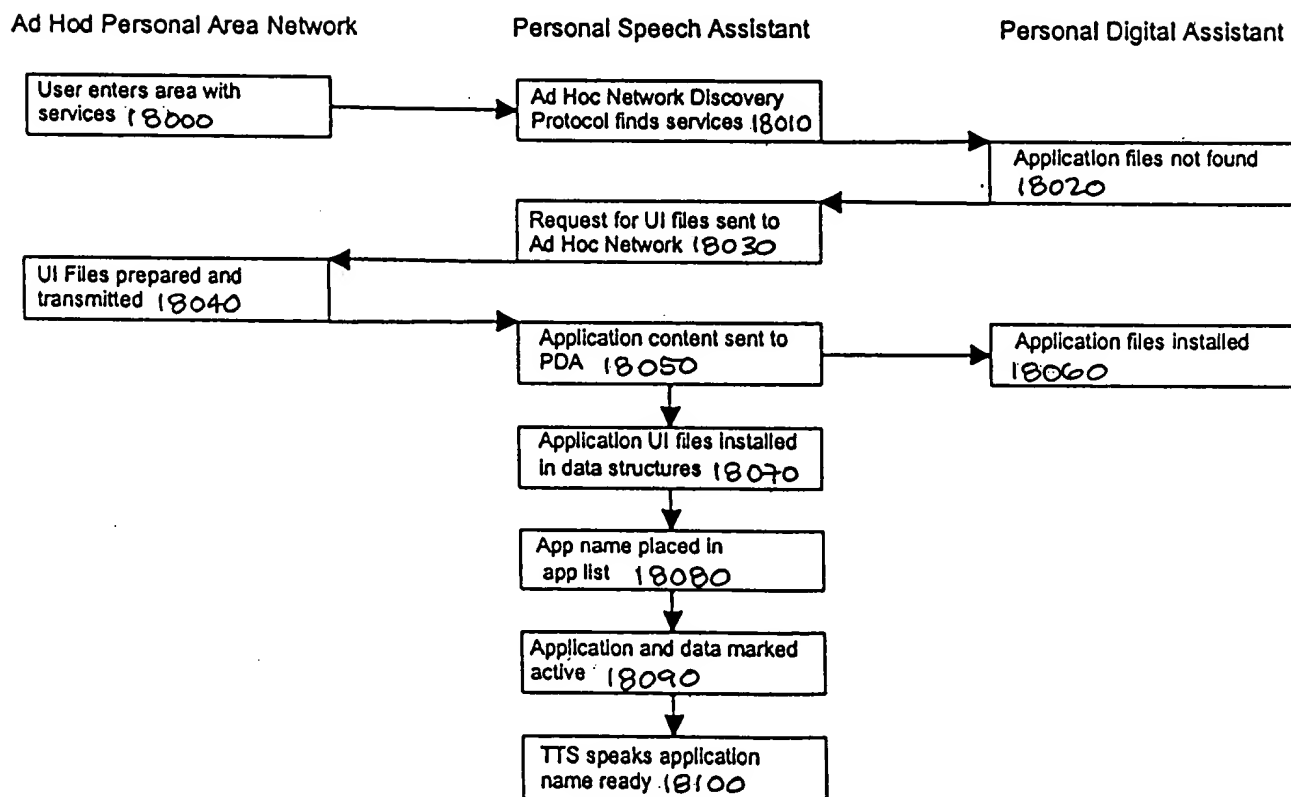 Ad Hod Personal Area Network
Personal Speech Assistant
Personal Digital Assistant
User enters area with
services 18000
Ad Hoc Network Discovery
Protocol finds services 18010
Application files not found
18020
Request for UI files sent to
Ad Hoc Network 18030
UI Files prepared and
transmitted 18040
Application content sent to
PDA 18050
Application files installed
18060
Application UI files installed
in data structures 18070
App name placed in
app list 18080
Application and data marked
active 18090
TTS speaks application
name ready 18100